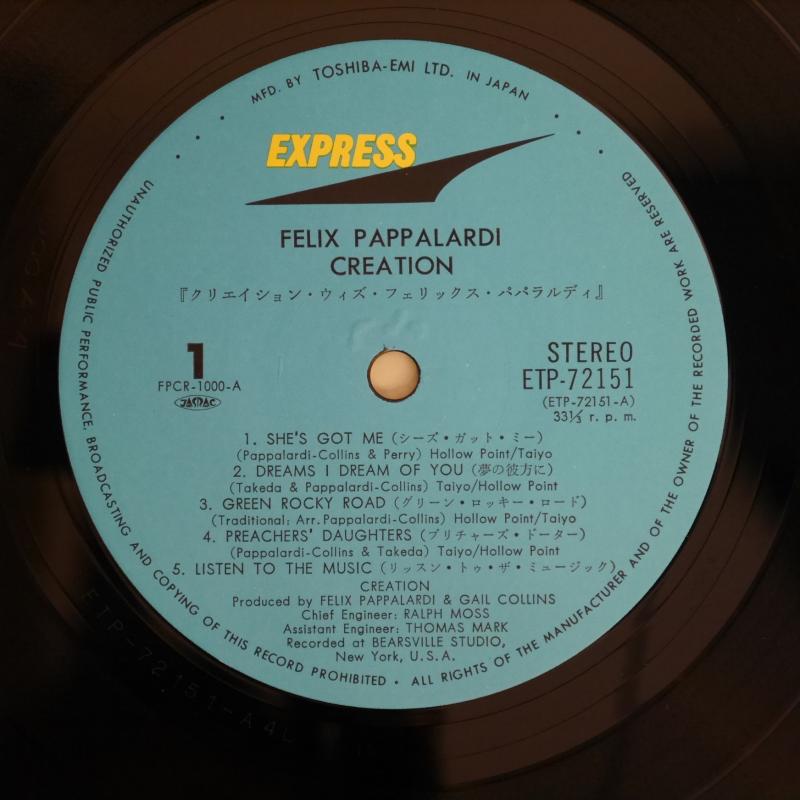 MFD. BY TOSHIBA-EMI LTD. IN JAPAN
EXPRESS
FELIX PAPPALARDI
CREATION
『クリエイション・ウィズ・フェリックス・パパラルディ』
1
FPCR-1000-A
JASRAC
STEREO
ETP-72151
(ETP-72151-A)
33⅓ r. p. m.
1. SHE'S GOT ME (シーズ・ガット・ミー)
(Pappalardi-Collins & Perry) Hollow Point/Taiyo
2. DREAMS I DREAM OF YOU (夢の彼方に)
(Takeda & Pappalardi-Collins) Taiyo/Hollow Point
3. GREEN ROCKY ROAD (グリーン・ロッキー・ロード)
(Traditional: Arr. Pappalardi-Collins) Hollow Point/Taiyo
4. PREACHERS' DAUGHTERS (プリチャーズ・ドーター)
(Pappalardi-Collins & Takeda) Taiyo/Hollow Point
5. LISTEN TO THE MUSIC (リッスン・トゥ・ザ・ミュージック)
CREATION
Produced by FELIX PAPPALARDI & GAIL COLLINS
Chief Engineer: RALPH MOSS
Assistant Engineer: THOMAS MARK
Recorded at BEARSVILLE STUDIO,
New York, U.S.A.
UNAUTHORIZED PUBLIC PERFORMANCE, BROADCASTING AND COPYING OF THIS RECORD PROHIBITED • ALL RIGHTS OF THE MANUFACTURER AND OF THE OWNER OF THE RECORDED WORK ARE RESERVED
ETP-72151-A4L